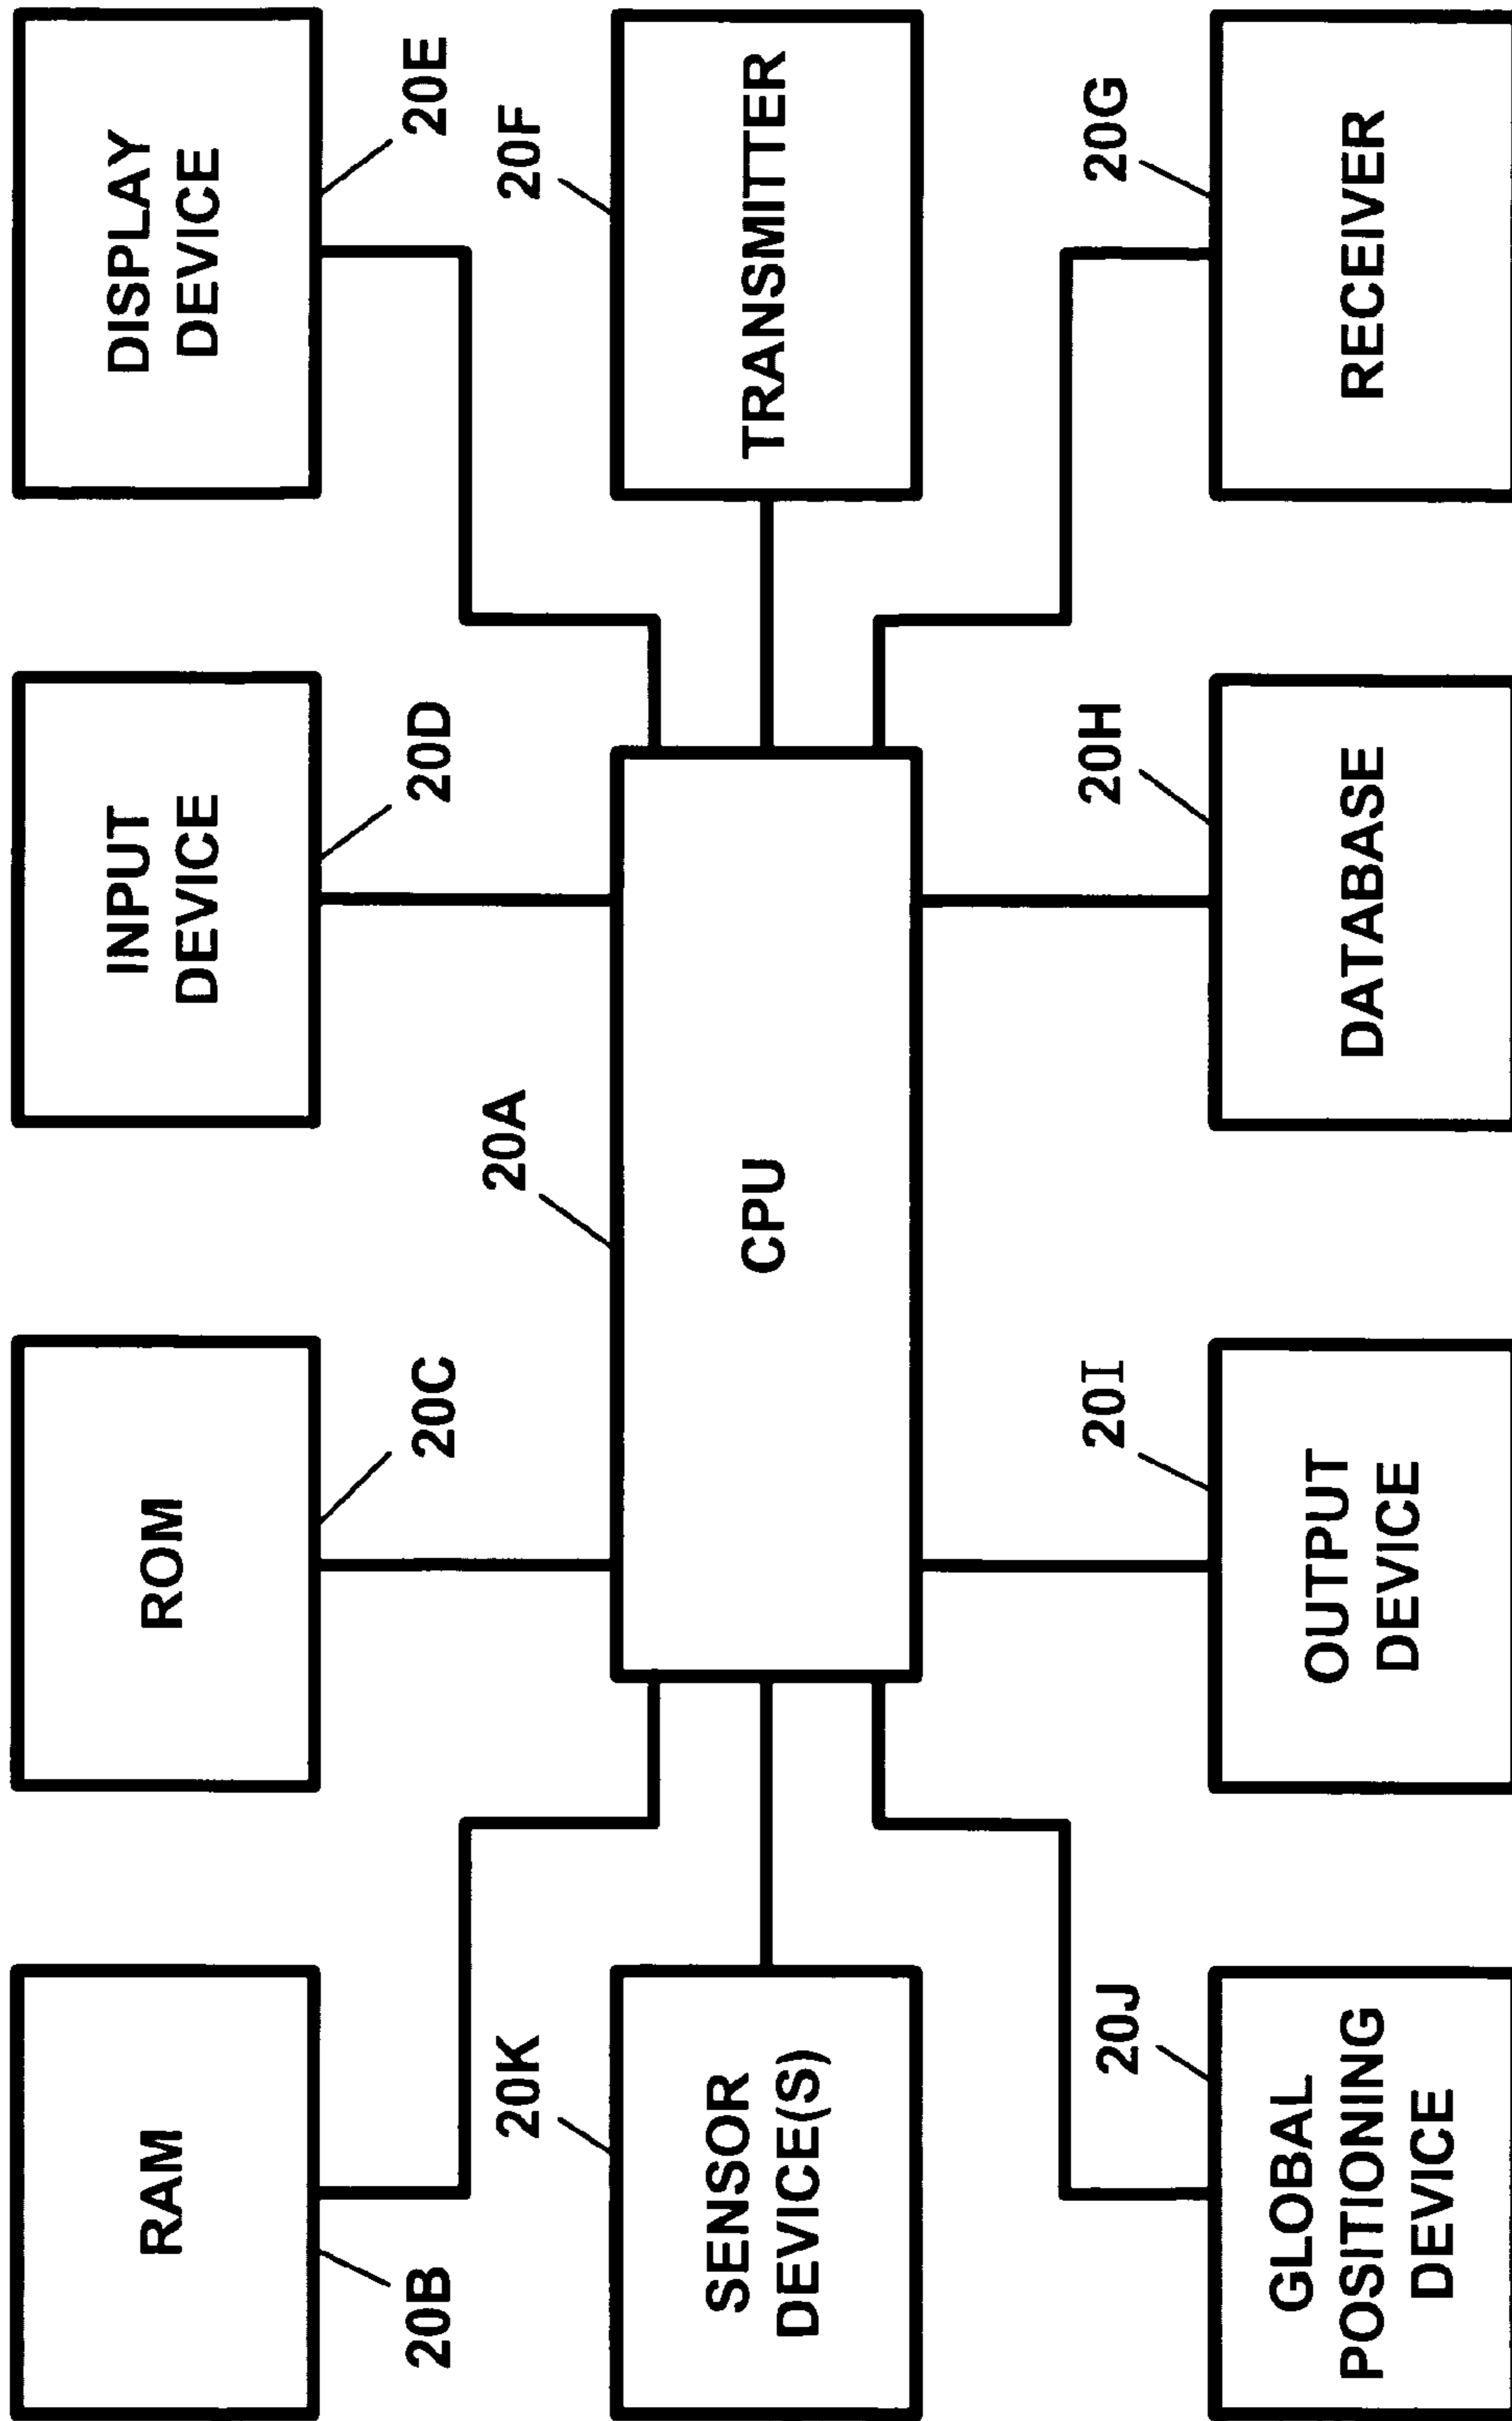 RAM
20B
ROM
20C
INPUT
DEVICE
20D
DISPLAY
DEVICE
20E
20K
SENSOR
DEVICE(S)
20A
CPU
20F
TRANSMITTER
20J
GLOBAL
POSITIONING
DEVICE
20I
OUTPUT
DEVICE
20H
DATABASE
20G
RECEIVER